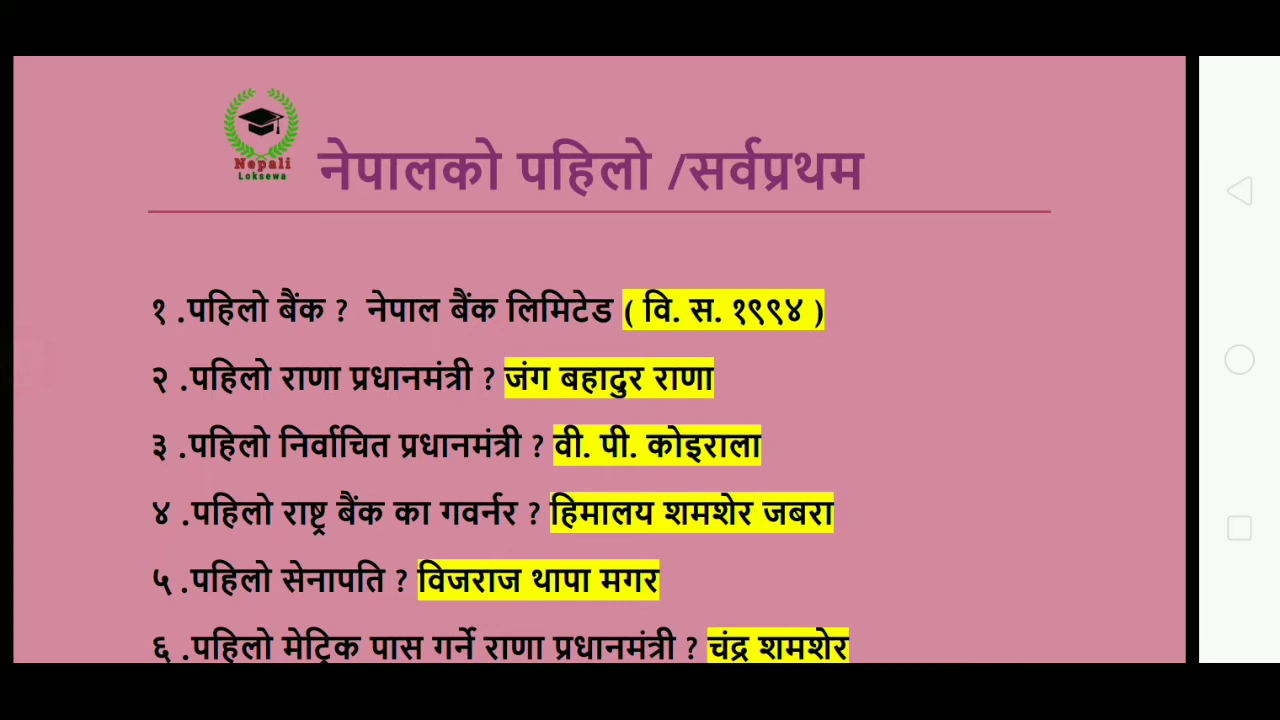 Nepali
Loksewa
नेपालको पहिलो /सर्वप्रथम
१ .पहिलो बैंक ? नेपाल बैंक लिमिटेड ( वि. स. १९९४ )
२ .पहिलो राणा प्रधानमंत्री ? जंग बहादुर राणा
३ .पहिलो निर्वाचित प्रधानमंत्री ? वी. पी. कोइराला
४ .पहिलो राष्ट्र बैंक का गवर्नर ? हिमालय शमशेर जबरा
५ .पहिलो सेनापति ? विजराज थापा मगर
६ .पहिलो मेट्रिक पास गर्ने राणा प्रधानमंत्री ? चंद्र शमशेर